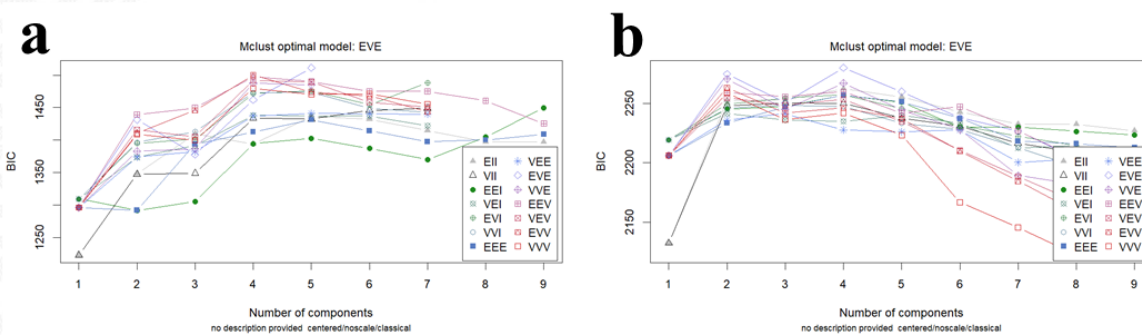 a
Mclust optimal model: EVE
BIC
1450
1350
1250
EII
VII
EEI
VEI
EVI
VVI
EEE
VEE
EVE
VVE
EEV
VEV
EVV
VVV
1 2 3 4 5 6 7 8 9
Number of components
no description provided centered/noscale/classical
b
Mclust optimal model: EVE
BIC
2250
2200
2150
EII
VII
EEI
VEI
EVI
VVI
EEE
VEE
EVE
VVE
EEV
VEV
EVV
VVV
1 2 3 4 5 6 7 8 9
Number of components
no description provided centered/noscale/classical